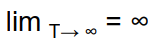 lim T→ ∞ = ∞